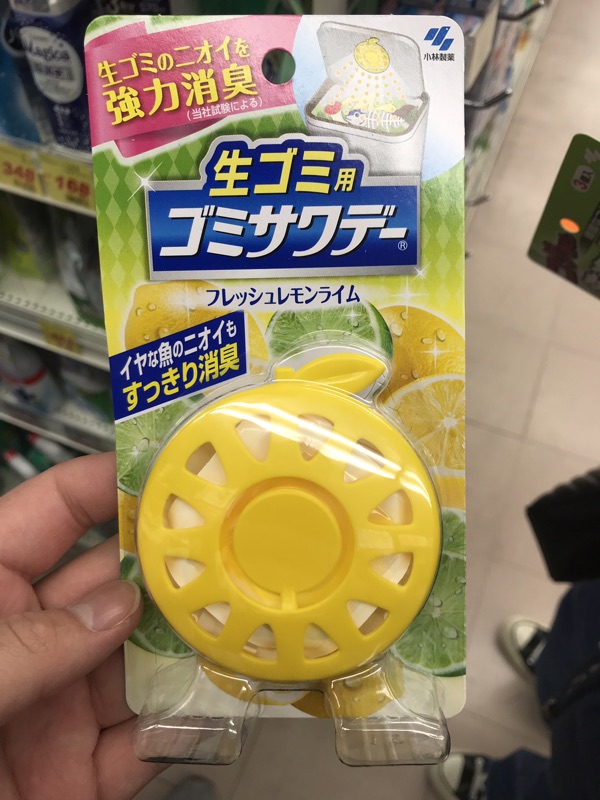 生ゴミのニオイを
強力消臭
(当社試験による)
小林製薬
生ゴミ用
ゴミサワデー®
フレッシュレモンライム
イヤな魚のニオイも
すっきり消臭
348
168